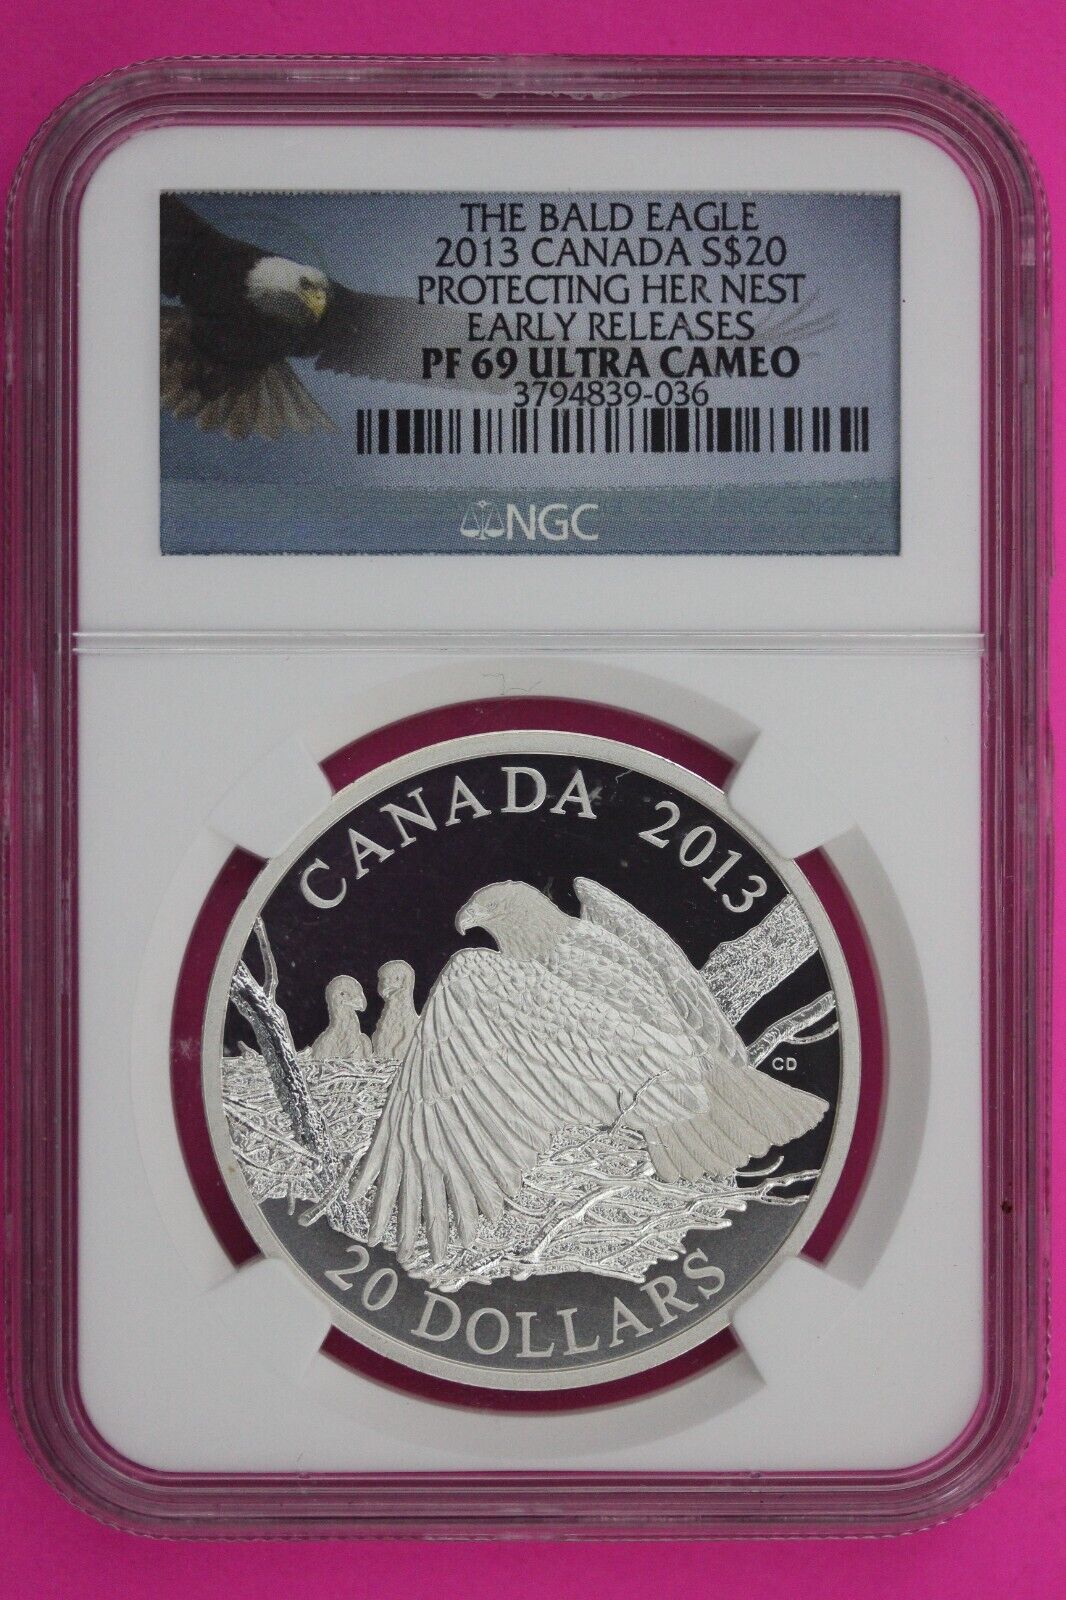 THE BALD EAGLE
2013 CANADA S$20
PROTECTING HER NEST
EARLY RELEASES
PF 69 ULTRA CAMEO
3794839-036
NGC
CANADA 2013
CD
20 DOLLARS